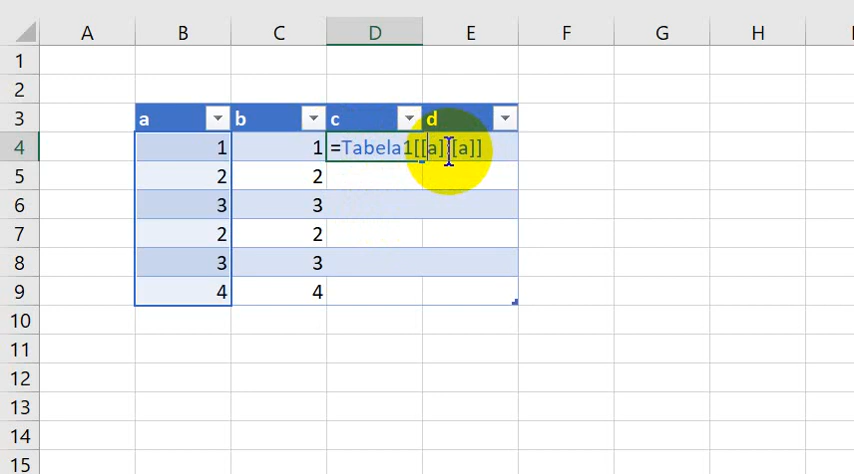 A B C D E F G H
1
2
3 a b c d
4 1 1 =Tabela1[[a]:[a]]
5 2 2
6 3 3
7 2 2
8 3 3
9 4 4
10
11
12
13
14
15